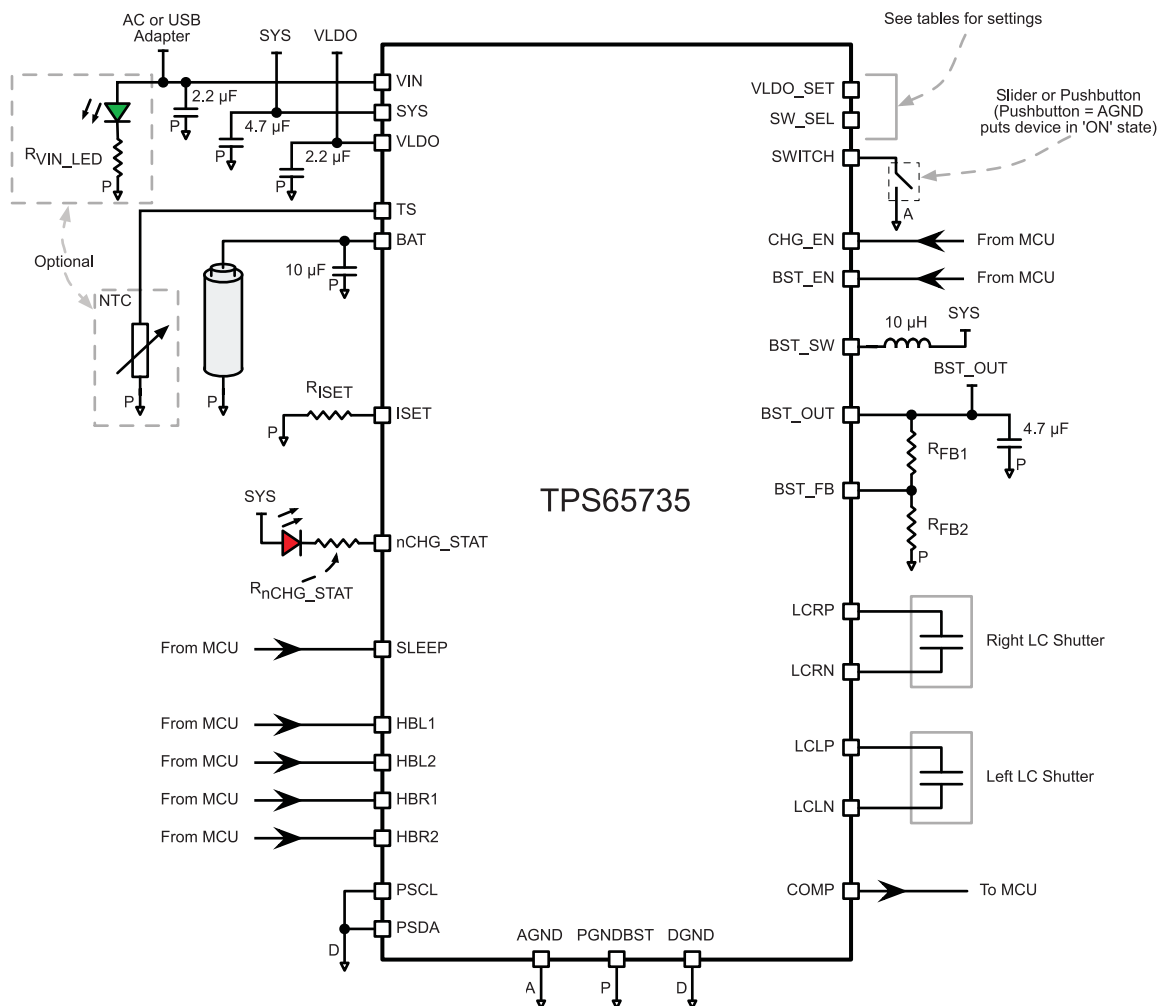 AC or USB
Adapter
SYS
VLDO
2.2 µF
P
4.7 µF
P
2.2 µF
P
RVIN_LED
P
Optional
NTC
P
P
10 µF
P
RISET
P
SYS
RnCHG_STAT
From MCU
From MCU
From MCU
From MCU
From MCU
D
VIN
SYS
VLDO
TS
BAT
ISET
nCHG_STAT
SLEEP
HBL1
HBL2
HBR1
HBR2
PSCL
PSDA
TPS65735
AGND
PGNDBST
DGND
A
P
D
VLDO_SET
SW_SEL
SWITCH
CHG_EN
BST_EN
BST_SW
BST_OUT
BST_FB
LCRP
LCRN
LCLP
LCLN
COMP
See tables for settings
Slider or Pushbutton
(Pushbutton = AGND
puts device in 'ON' state)
A
From MCU
From MCU
10 µH
SYS
BST_OUT
4.7 µF
P
RFB1
RFB2
P
Right LC Shutter
Left LC Shutter
To MCU